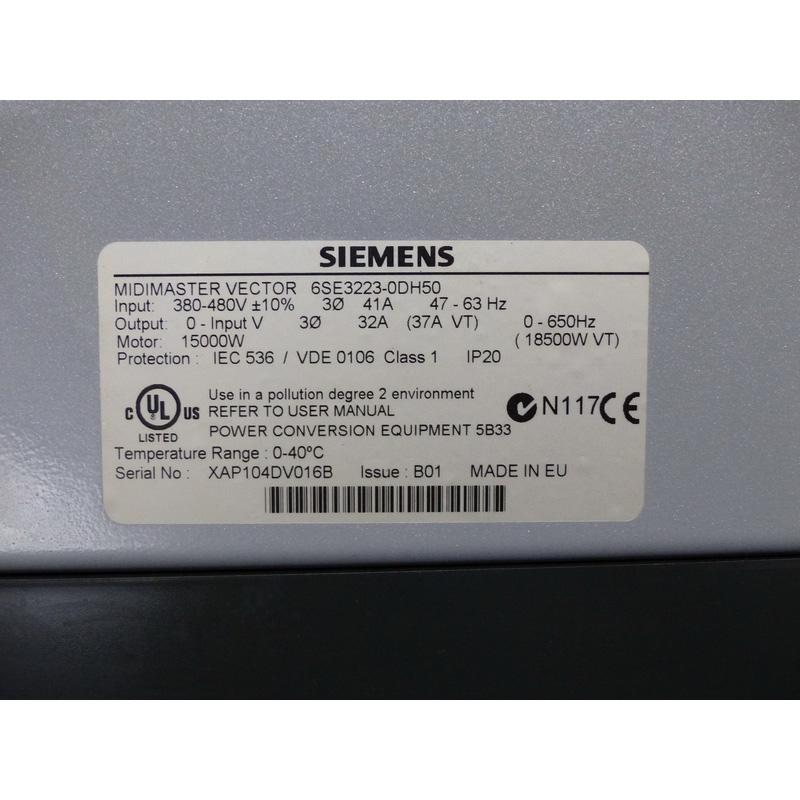 SIEMENS
MIDIMASTER VECTOR 6SE3223-0DH50
Input: 380-480V ±10% 3Ø 41A 47 - 63 Hz
Output: 0 - Input V 3Ø 32A (37A VT) 0 - 650Hz
Motor: 15000W ( 18500W VT)
Protection : IEC 536 / VDE 0106 Class 1 IP20
Use in a pollution degree 2 environment
C UL US REFER TO USER MANUAL N117 CE
LISTED POWER CONVERSION EQUIPMENT 5B33
Temperature Range : 0-40ºC
Serial No : XAP104DV016B Issue : B01 MADE IN EU